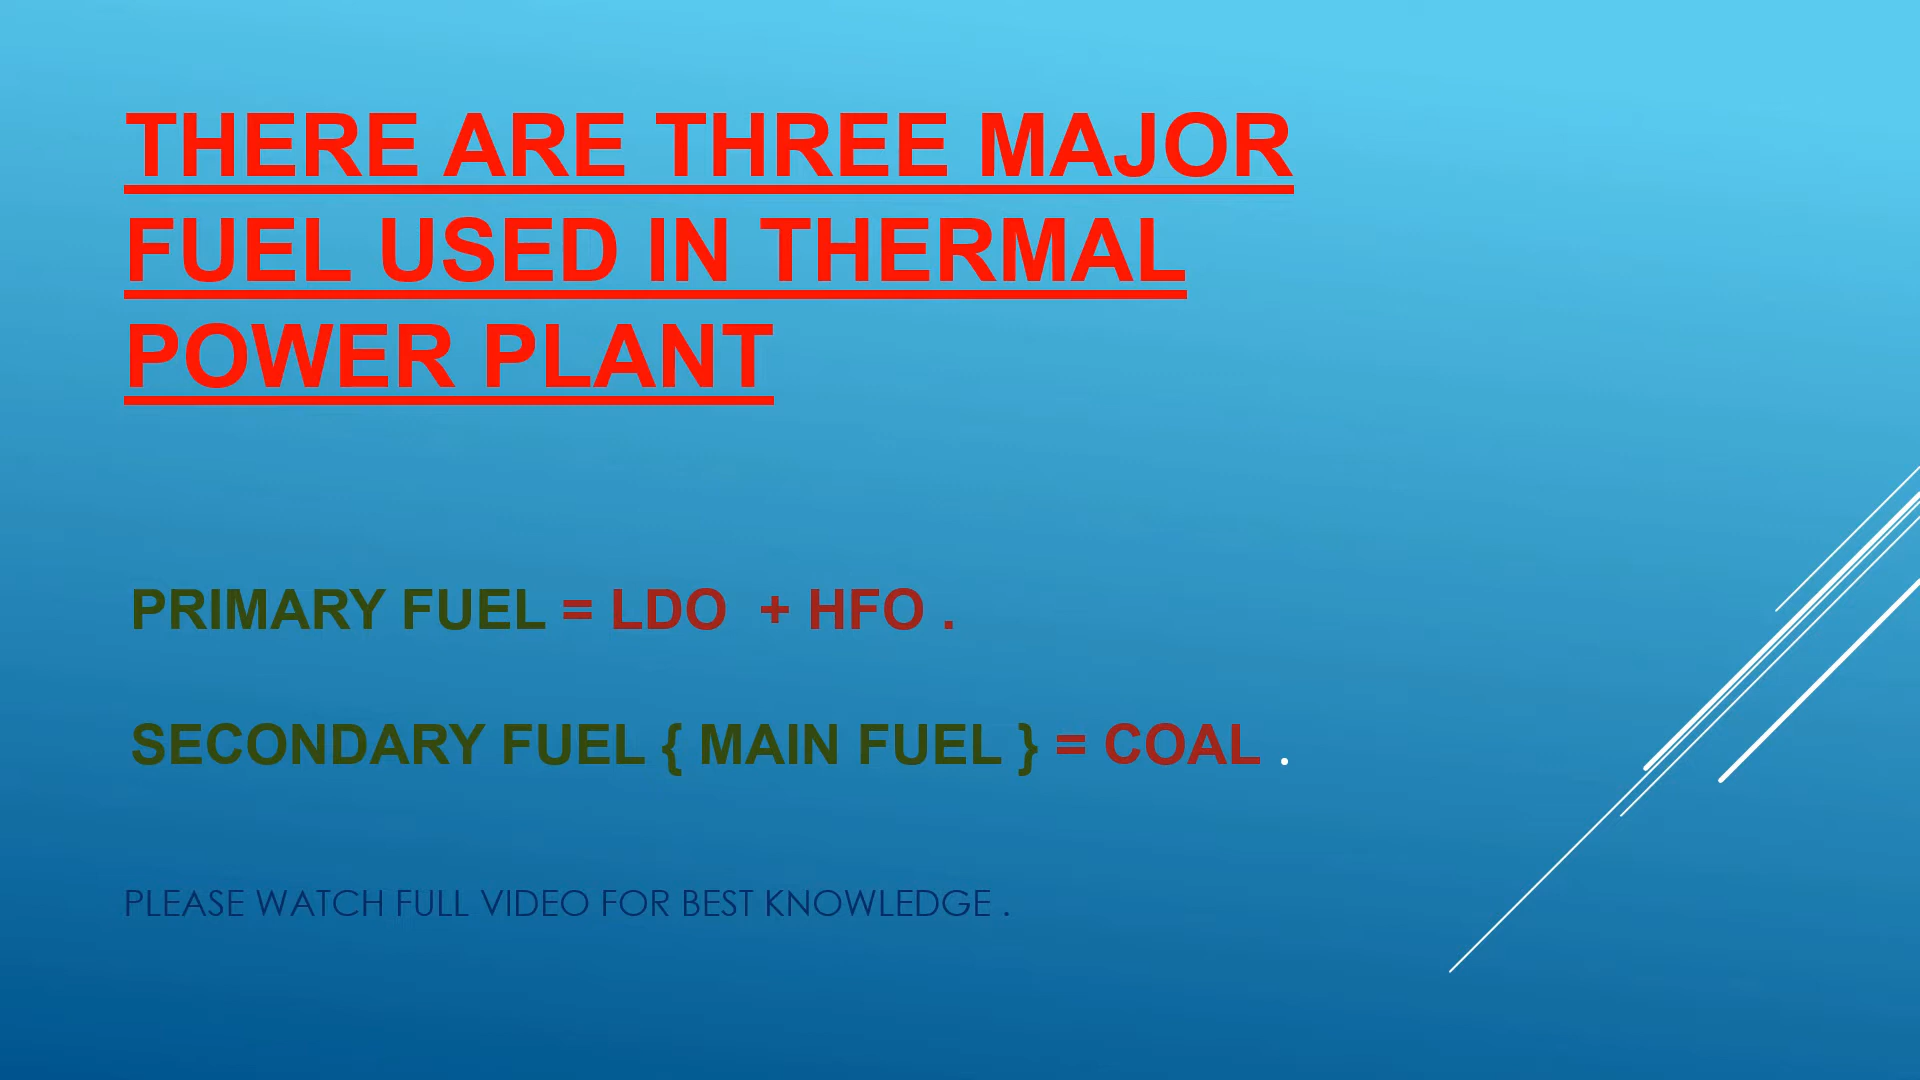 THERE ARE THREE MAJOR
FUEL USED IN THERMAL
POWER PLANT
PRIMARY FUEL = LDO + HFO .
SECONDARY FUEL { MAIN FUEL } = COAL .
PLEASE WATCH FULL VIDEO FOR BEST KNOWLEDGE .